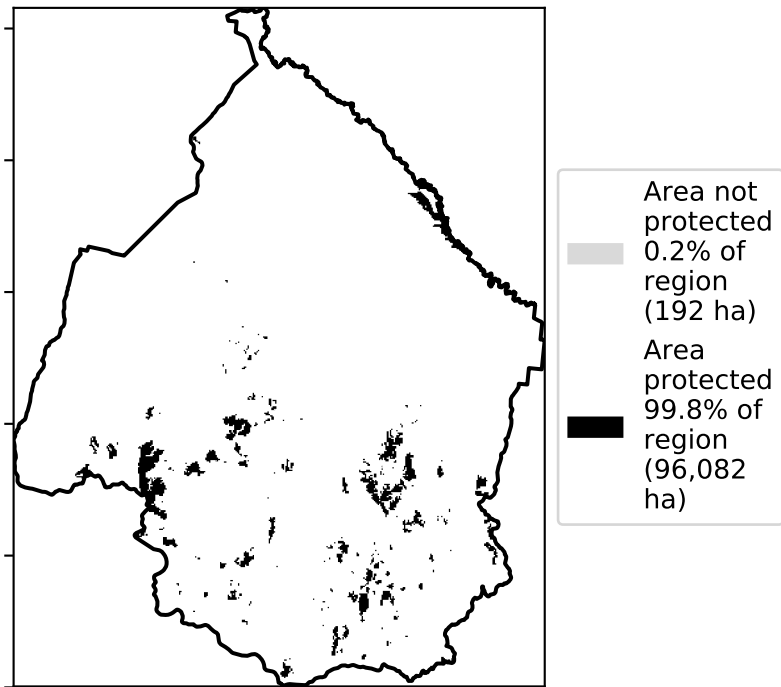 Area not
protected
0.2% of
region
(192 ha)
Area
protected
99.8% of
region
(96,082
ha)